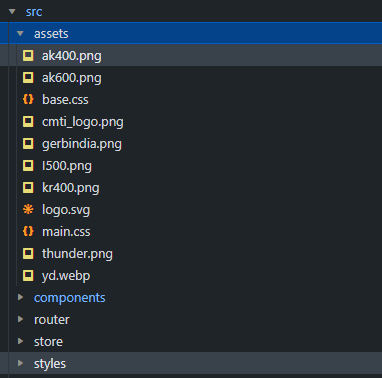 src
assets
ak400.png
ak600.png
base.css
cmti_logo.png
gerbindia.png
I500.png
kr400.png
logo.svg
main.css
thunder.png
yd.webp
components
router
store
styles